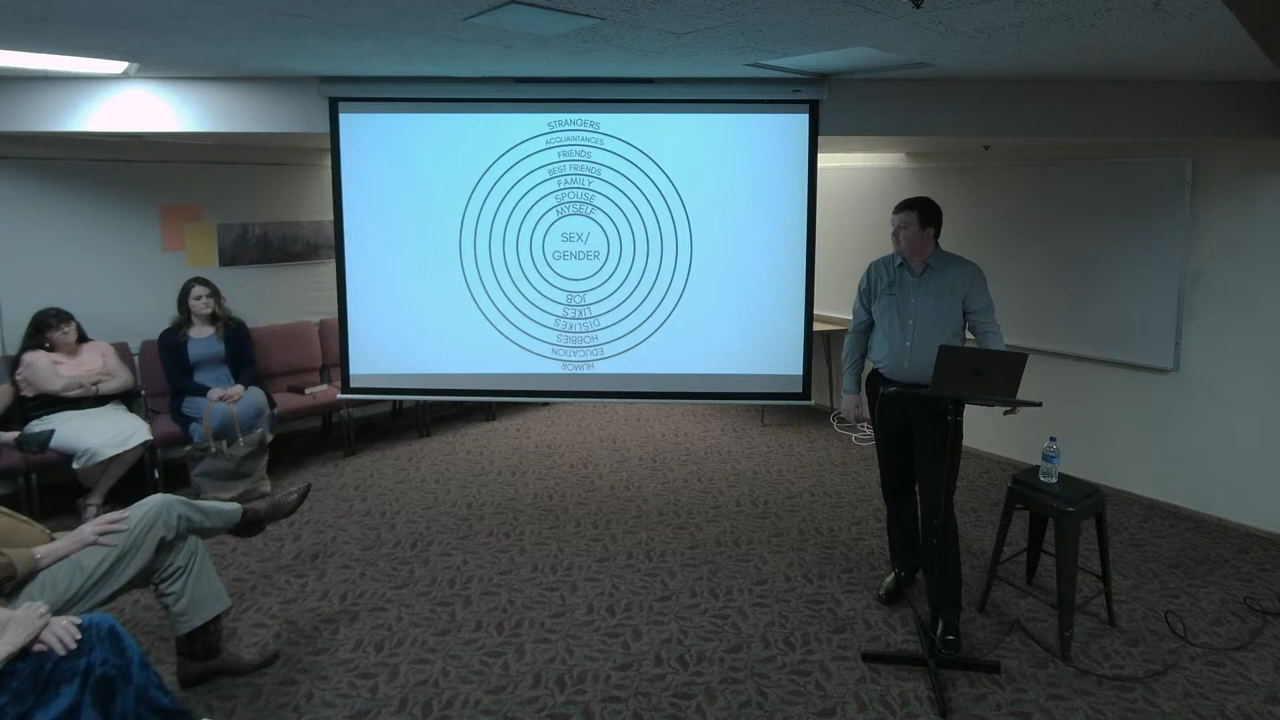 STRANGERS
ACQUAINTANCES
FRIENDS
BEST FRIENDS
FAMILY
SPOUSE
MYSELF
SEX/
GENDER
JOB
LIKES
DISLIKES
HOBBIES
EDUCATION
HUMOR